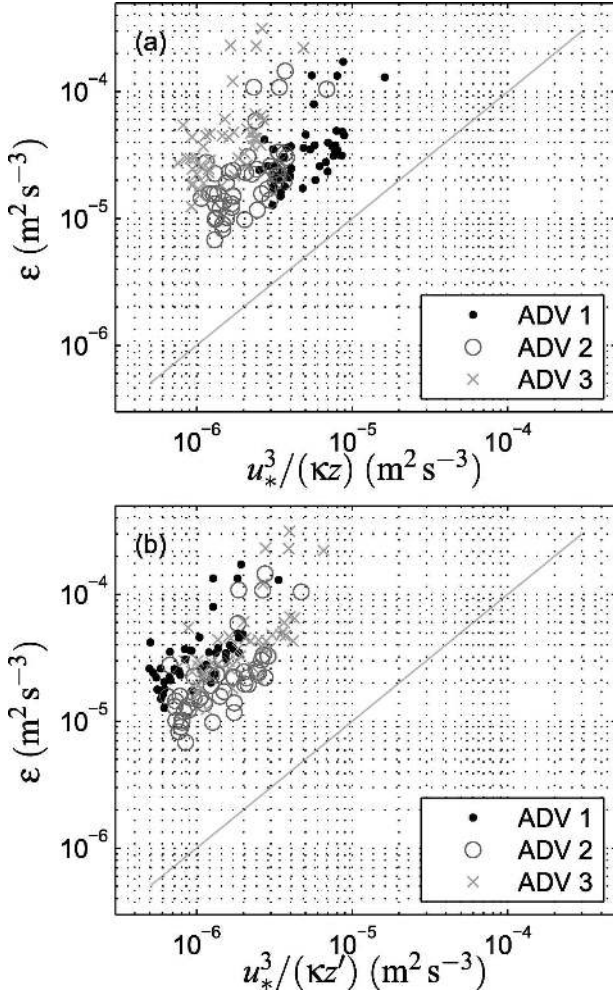 (a)
10⁻⁴
10⁻⁵
10⁻⁶
ε (m² s⁻³)
ADV 1
ADV 2
ADV 3
10⁻⁶ 10⁻⁵ 10⁻⁴
u*³/(κz) (m² s⁻³)
(b)
10⁻⁴
10⁻⁵
10⁻⁶
ε (m² s⁻³)
ADV 1
ADV 2
ADV 3
10⁻⁶ 10⁻⁵ 10⁻⁴
u*³/(κz′) (m² s⁻³)